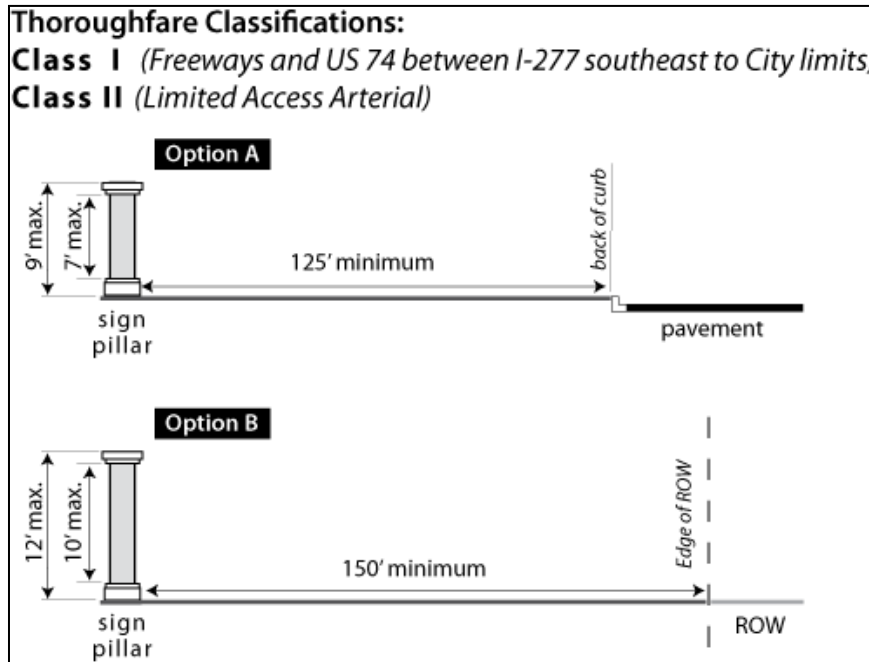 Thoroughfare Classifications:
Class I (Freeways and US 74 between I-277 southeast to City limits,
Class II (Limited Access Arterial)
Option A
9' max.
7' max.
125' minimum
back of curb
sign
pillar
pavement
Option B
12' max.
10' max.
150' minimum
Edge of ROW
sign
pillar
ROW